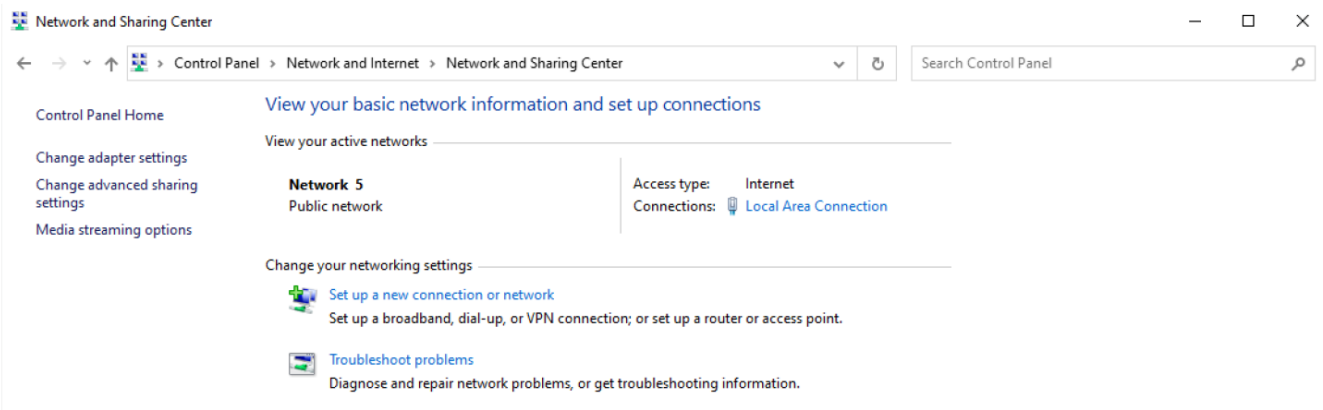 Network and Sharing Center
Control Panel > Network and Internet > Network and Sharing Center
Search Control Panel
Control Panel Home
Change adapter settings
Change advanced sharing
settings
Media streaming options
View your basic network information and set up connections
View your active networks
Network 5
Public network
Access type: Internet
Connections: Local Area Connection
Change your networking settings
Set up a new connection or network
Set up a broadband, dial-up, or VPN connection; or set up a router or access point.
Troubleshoot problems
Diagnose and repair network problems, or get troubleshooting information.